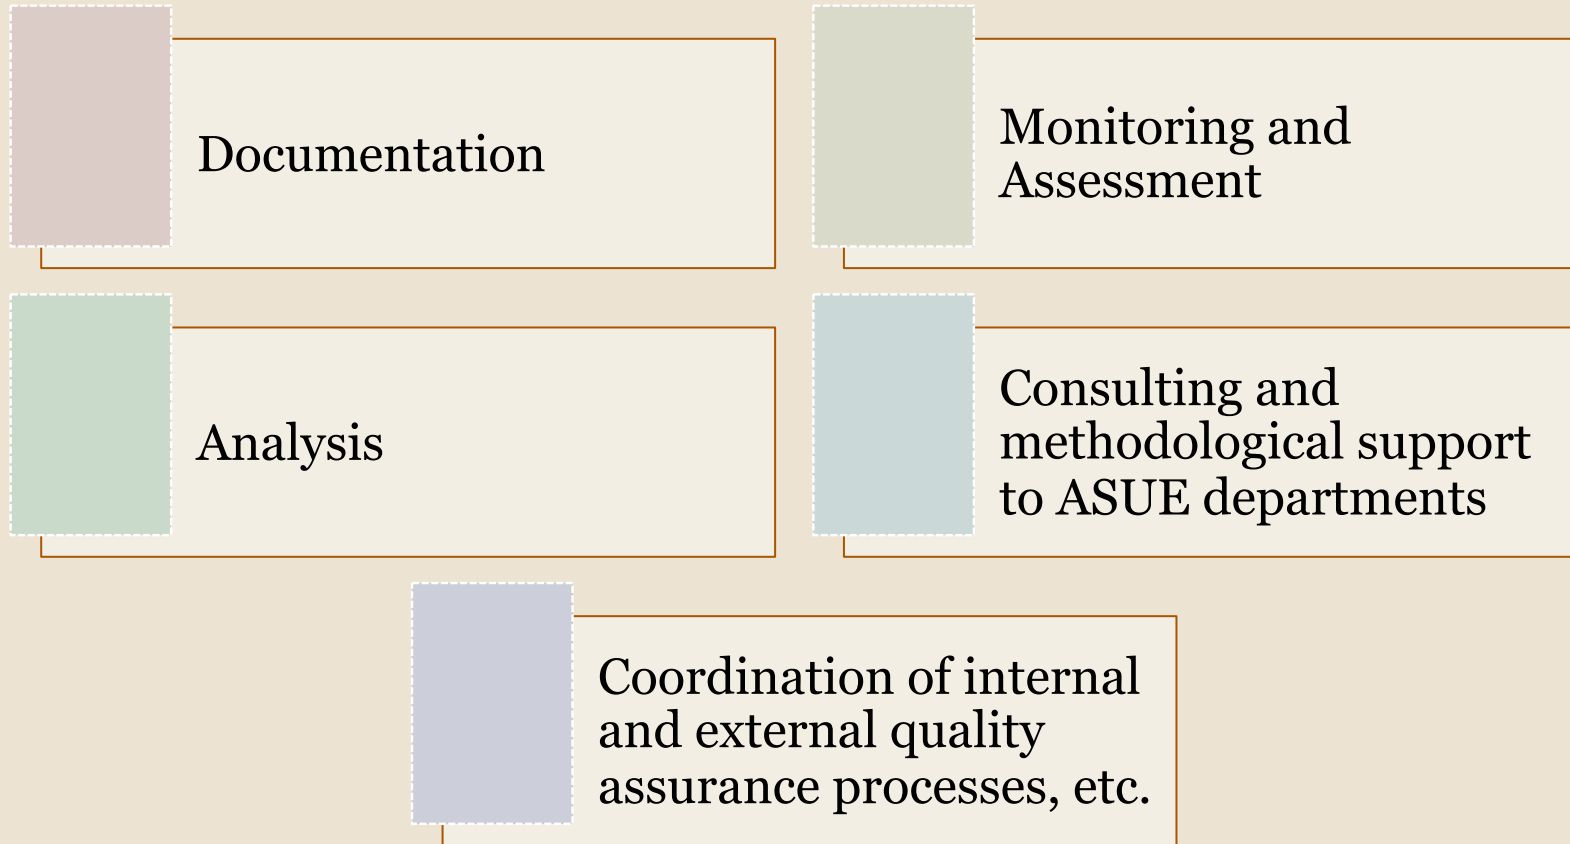 Documentation
Monitoring and
Assessment
Analysis
Consulting and
methodological support
to ASUE departments
Coordination of internal
and external quality
assurance processes, etc.